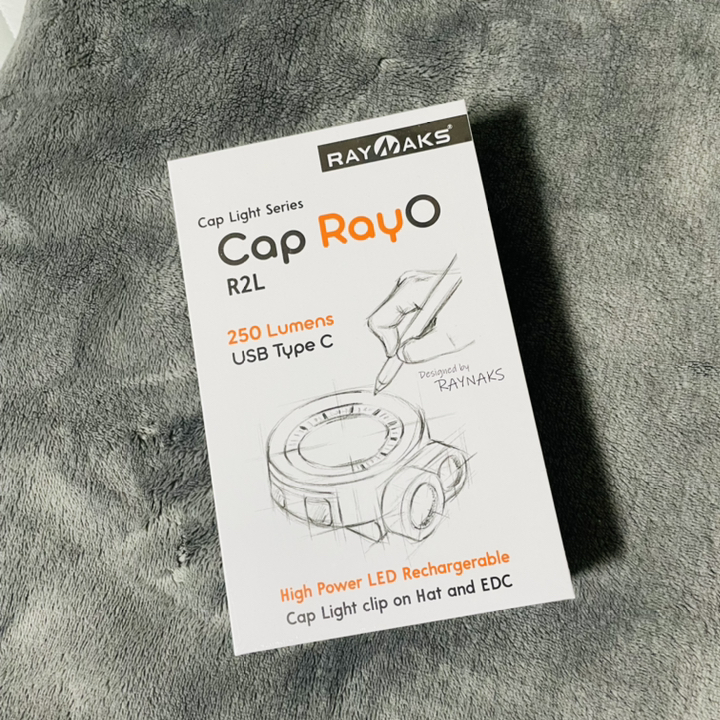 RAYNAKS®
Cap Light Series
Cap RayO
R2L
250 Lumens
USB Type C
Designed by
RAYNAKS
High Power LED Rechargerable
Cap Light clip on Hat and EDC